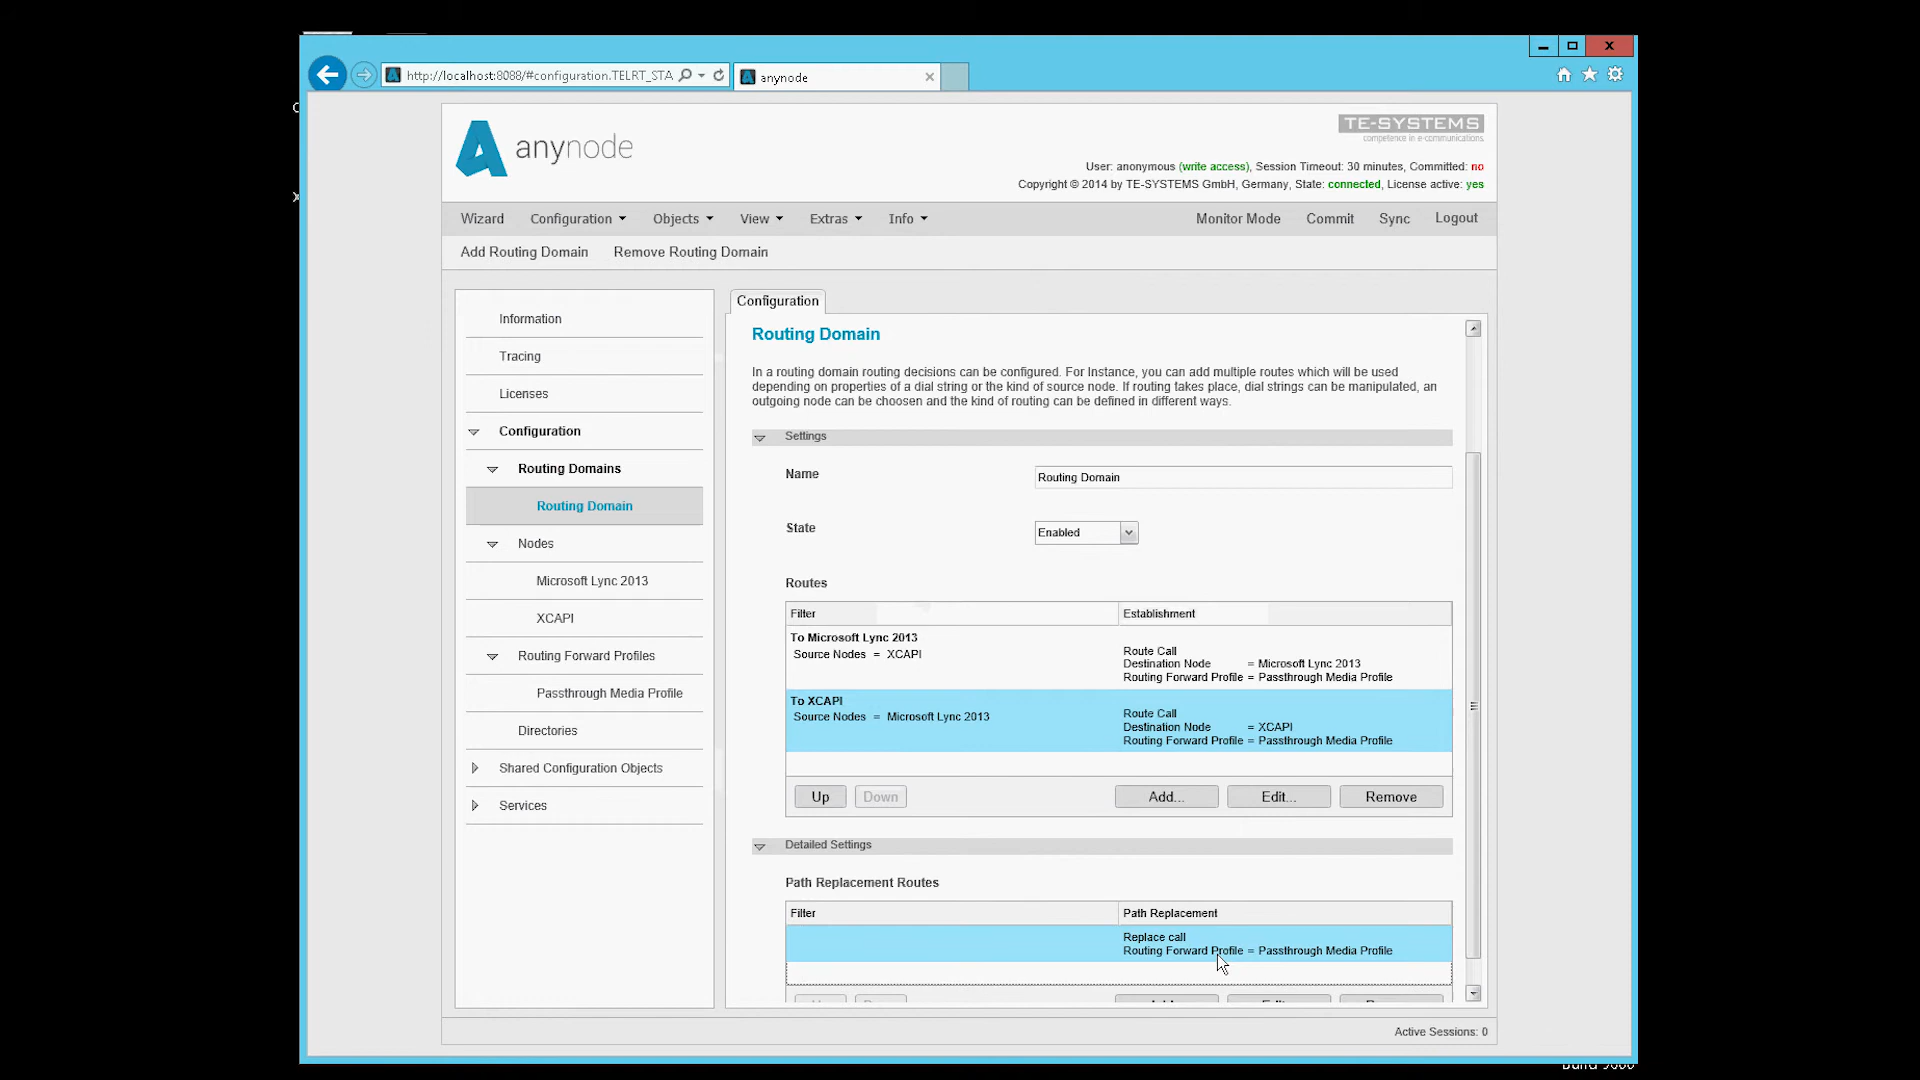 http://localhost:8088/#configuration.TELRT_STA
anynode
anynode
TE-SYSTEMS
competence in e-communications.
User: anonymous (write access), Session Timeout: 30 minutes, Committed: no
Copyright © 2014 by TE-SYSTEMS GmbH, Germany, State: connected, License active: yes
Wizard Configuration Objects View Extras Info Monitor Mode Commit Sync Logout
Add Routing Domain Remove Routing Domain
Information
Tracing
Licenses
Configuration
Routing Domains
Routing Domain
Nodes
Microsoft Lync 2013
XCAPI
Routing Forward Profiles
Passthrough Media Profile
Directories
Shared Configuration Objects
Services
Configuration
Routing Domain
In a routing domain routing decisions can be configured. For Instance, you can add multiple routes which will be used
depending on properties of a dial string or the kind of source node. If routing takes place, dial strings can be manipulated, an
outgoing node can be choosen and the kind of routing can be defined in different ways.
Settings
Name Routing Domain
State Enabled
Routes
Filter Establishment
To Microsoft Lync 2013
Source Nodes = XCAPI
Route Call
Destination Node = Microsoft Lync 2013
Routing Forward Profile = Passthrough Media Profile
To XCAPI
Source Nodes = Microsoft Lync 2013
Route Call
Destination Node = XCAPI
Routing Forward Profile = Passthrough Media Profile
Up Down Add... Edit... Remove
Detailed Settings
Path Replacement Routes
Filter Path Replacement
Replace call
Routing Forward Profile = Passthrough Media Profile
Active Sessions: 0